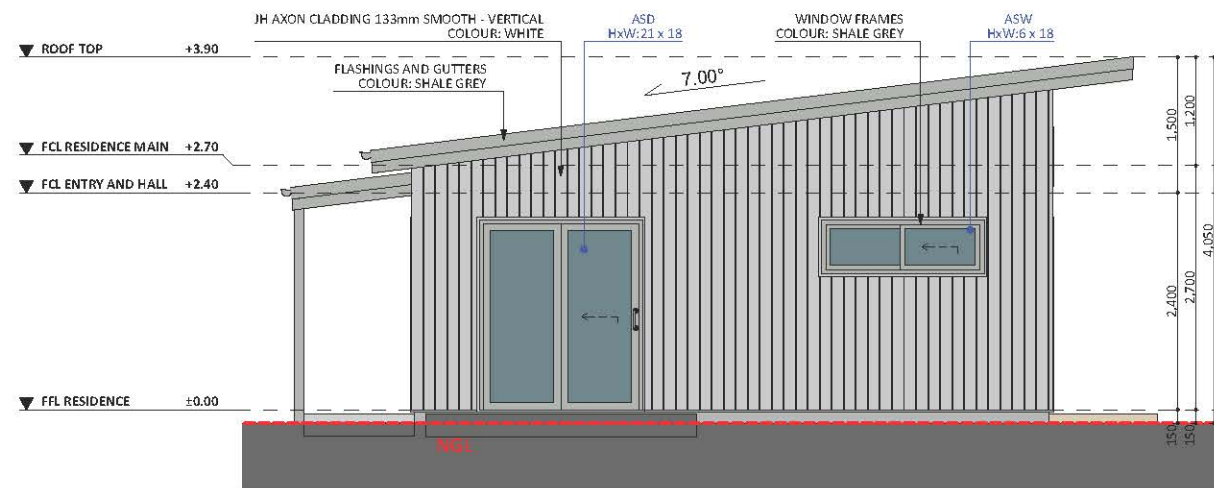 JH AXON CLADDING 133mm SMOOTH - VERTICAL
COLOUR: WHITE
ASD
HxW:21 x 18
WINDOW FRAMES
COLOUR: SHALE GREY
ASW
HxW:6 x 18
ROOF TOP +3.90
FLASHINGS AND GUTTERS
COLOUR: SHALE GREY
7.00°
1,500
1,200
FCL RESIDENCE MAIN +2.70
FCL ENTRY AND HALL +2.40
4,050
2,400
2,700
FFL RESIDENCE ±0.00
150
150
NGL